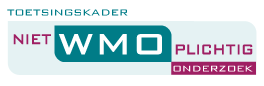 TOETSINGSKADER
NIET WMO PLICHTIG
ONDERZOEK